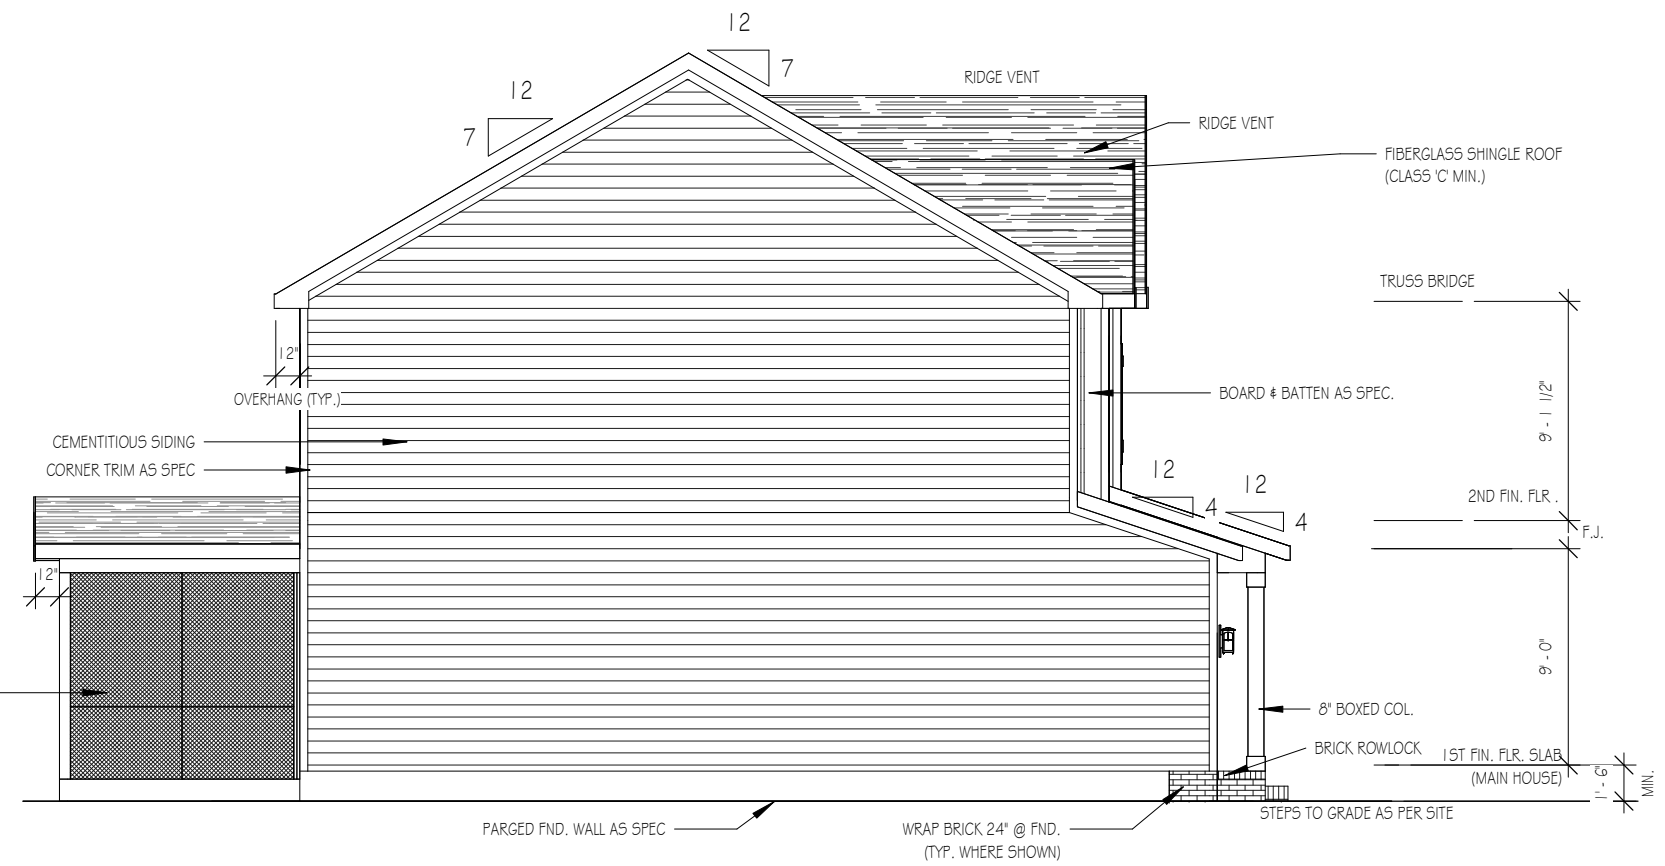 12
7
12
7
RIDGE VENT
RIDGE VENT
FIBERGLASS SHINGLE ROOF
(CLASS 'C' MIN.)
TRUSS BRIDGE
12"
OVERHANG (TYP.)
BOARD & BATTEN AS SPEC.
9' - 1 1/2"
CEMENTITIOUS SIDING
CORNER TRIM AS SPEC
12
4
12
4
2ND FIN. FLR .
F.J.
12"
9' - 0"
8" BOXED COL.
BRICK ROWLOCK
1ST FIN. FLR. SLAB
(MAIN HOUSE)
1' - 6"
MIN.
STEPS TO GRADE AS PER SITE
PARGED FND. WALL AS SPEC
WRAP BRICK 24" @ FND.
(TYP. WHERE SHOWN)